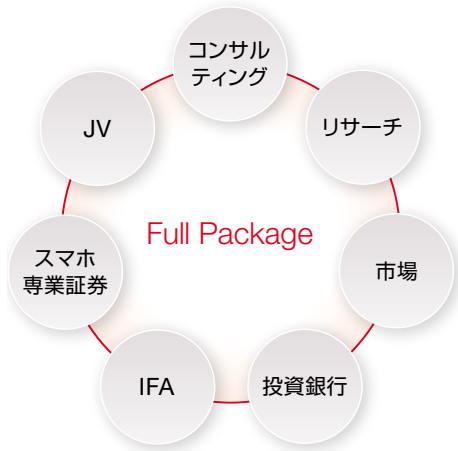 コンサル
ティング
JV
リサーチ
Full Package
スマホ
専業証券
市場
IFA
投資銀行